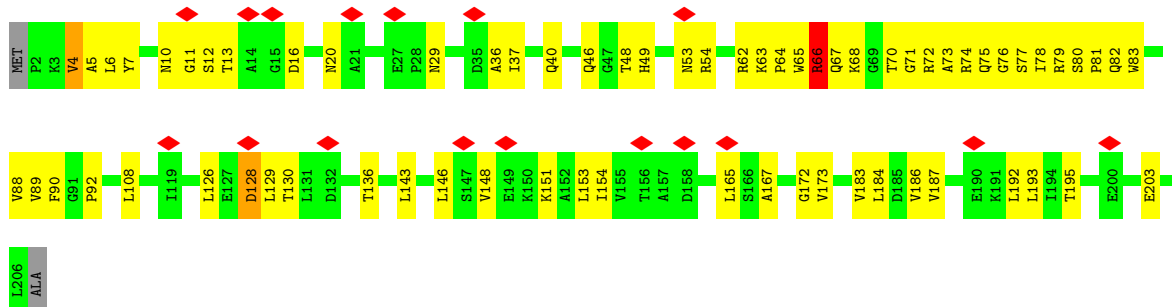 MET P2 K3 V4 A5 L6 Y7 N10 G11 S12 T13 A14 G15 D16 N20 A21 E27 P28 N29 D35 A36 I37 Q40 Q46 G47 T48 H49 N53 R54 R62 K63 P64 W65 R66 Q67 K68 G69 T70 G71 R72 A73 R74 Q75 G76 S77 I78 R79 S80 P81 Q82 W83
V88 V89 F90 G91 P92 L108 I119 L126 E127 D128 L129 T130 L131 D132 T136 L143 L146 S147 V148 E149 K150 K151 A152 L153 I154 V155 T156 A157 D158 L165 S166 A167 G172 V173 V183 L184 D185 V186 V187 E190 K191 L192 L193 I194 T195 E200 E203
L206 ALA